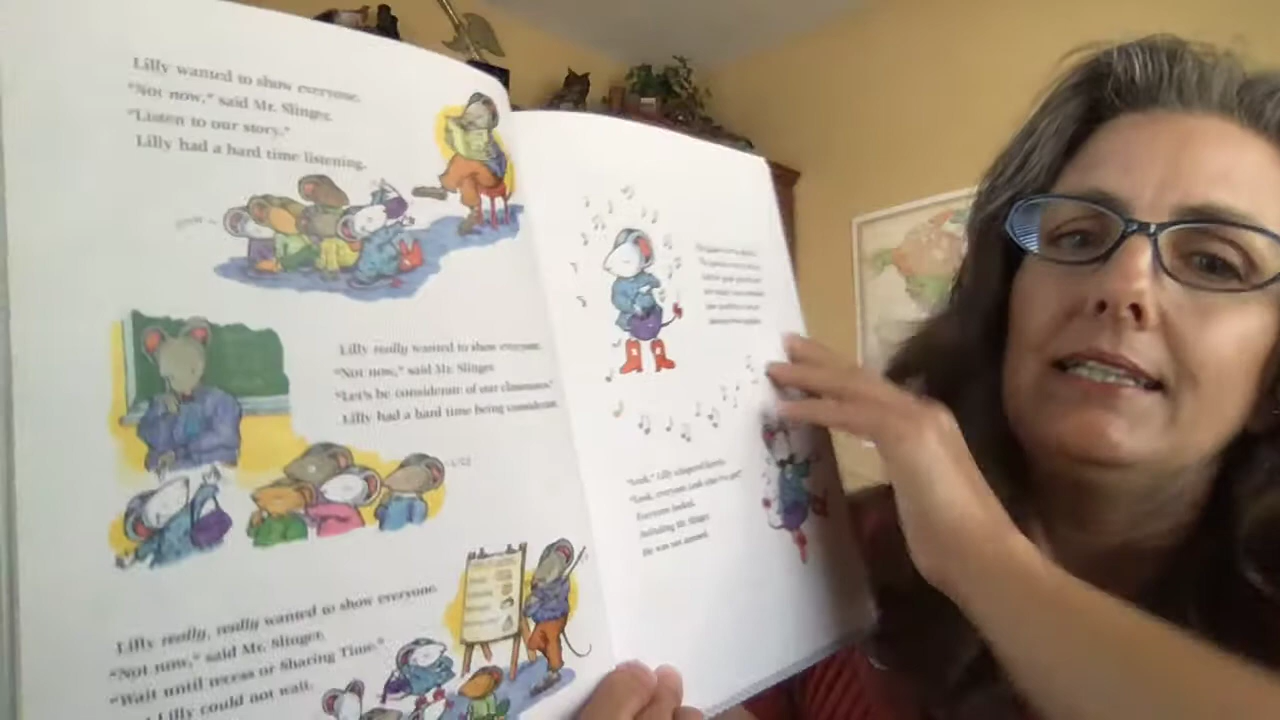 Lilly wanted to show everyone.
"Not now," said Mr. Slinger.
"Listen to our story."
Lilly had a hard time listening.
Lilly really wanted to show everyone.
"Not now," said Mr. Slinger.
"Let's be considerate of our classmates."
Lilly had a hard time being considerate.
Lilly really, really wanted to show everyone.
"Not now," said Mr. Slinger.
"Wait until recess or Sharing Time."
Lilly could not wait.
"Look," Lilly whispered
"Look, everyone. Look what I've got!"
Everyone looked.
Including Mr. Slinger.
He was not amused.